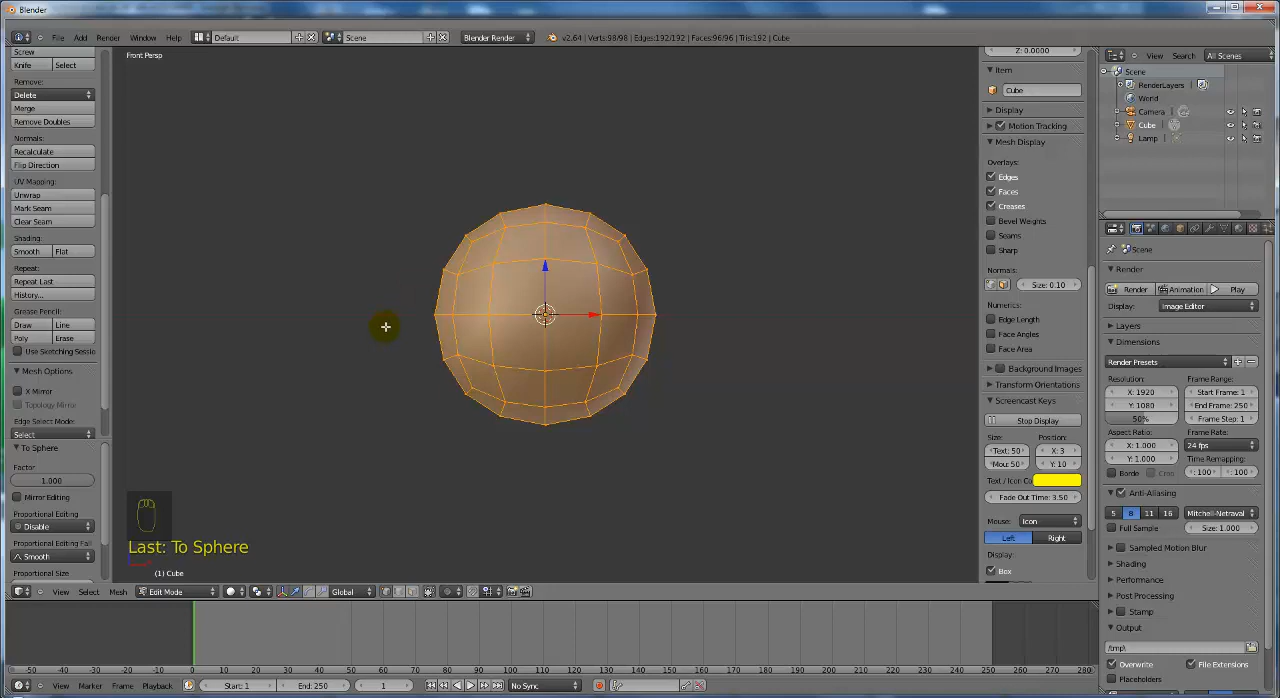 Blender
File Add Render Window Help Default Scene Blender Render v2.64 | Verts:98/98 | Edges:192/192 | Faces:96/96 | Tris:192 | Cube
Screw
Knife Select
Remove:
Delete
Merge
Remove Doubles
Normals:
Recalculate
Flip Direction
UV Mapping:
Unwrap
Mark Seam
Clear Seam
Shading:
Smooth Flat
Repeat:
Repeat Last
History...
Grease Pencil:
Draw Line
Poly Erase
Use Sketching Sessio
Mesh Options
X Mirror
Topology Mirror
Edge Select Mode:
Select
To Sphere
Factor
1.000
Mirror Editing
Proportional Editing
Disable
Proportional Editing Fall
Smooth
Proportional Size
Front Persp
Last: To Sphere
(1) Cube
Z: 0.0000
Item
Cube
Display
Motion Tracking
Mesh Display
Overlays:
Edges
Faces
Creases
Bevel Weights
Seams
Sharp
Normals:
Size: 0.10
Numerics:
Edge Length
Face Angles
Face Area
Background Images
Transform Orientations
Screencast Keys
Stop Display
Size: Position:
Text: 50 X: 3
Mou: 50 Y: 10
Text / Icon Co
Fade Out Time: 3.50
Mouse: Icon
Left Right
Display:
Box
View Search All Scenes
Scene
RenderLayers
World
Camera
Cube
Lamp
Scene
Render
Render Animation Play
Display: Image Editor
Layers
Dimensions
Render Presets
Resolution: Frame Range:
X: 1920 Start Frame: 1
Y: 1080 End Frame: 250
50% Frame Step: 1
Aspect Ratio: Frame Rate:
X: 1.000 24 fps
Y: 1.000 Time Remapping:
Borde Crop : 100 : 100
Anti-Aliasing
5 8 11 16 Mitchell-Netraval
Full Sample Size: 1.000
Sampled Motion Blur
Shading
Performance
Post Processing
Stamp
Output
/tmp\
Overwrite File Extensions
Placeholders
View Select Mesh Edit Mode Global
-50 -40 -30 -20 -10 0 10 20 30 40 50 60 70 80 90 100 110 120 130 140 150 160 170 180 190 200 210 220 230 240 250 260 270 280
View Marker Frame Playback Start: 1 End: 250 1 No Sync